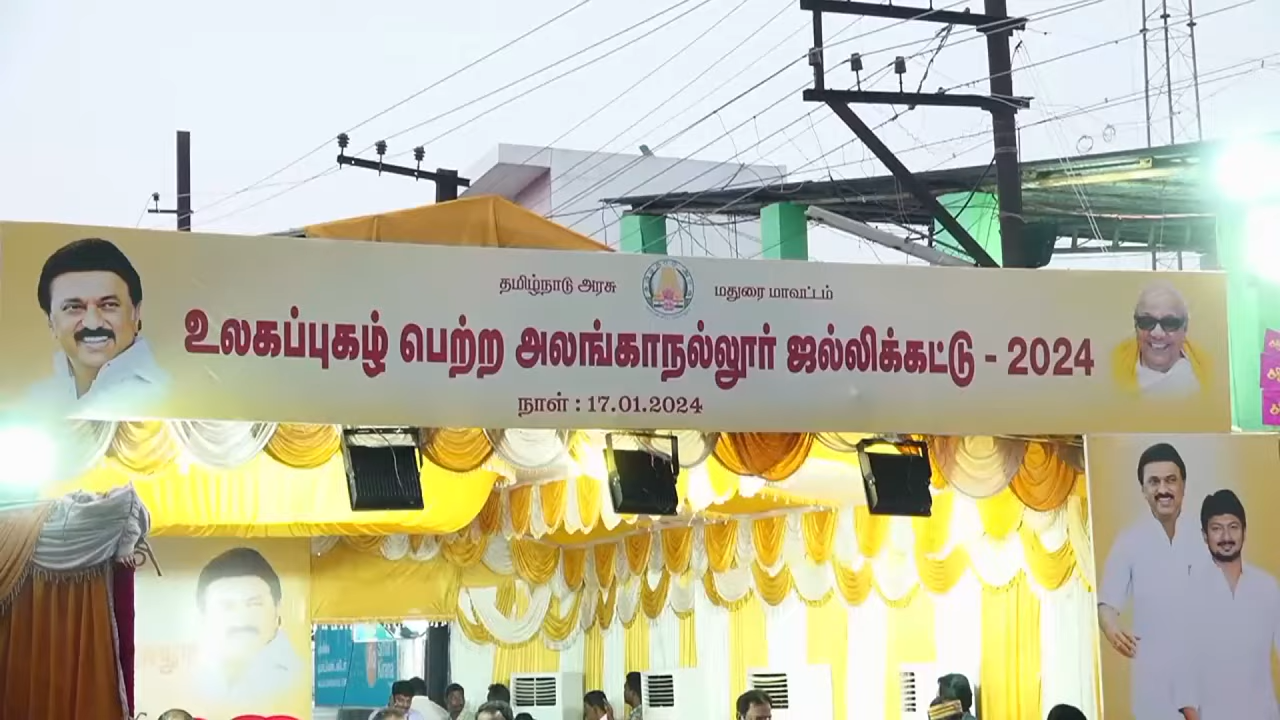 தமிழ்நாடு அரசு மதுரை மாவட்டம்
உலகப்புகழ் பெற்ற அலங்காநல்லூர் ஜல்லிக்கட்டு - 2024
நாள் : 17.01.2024